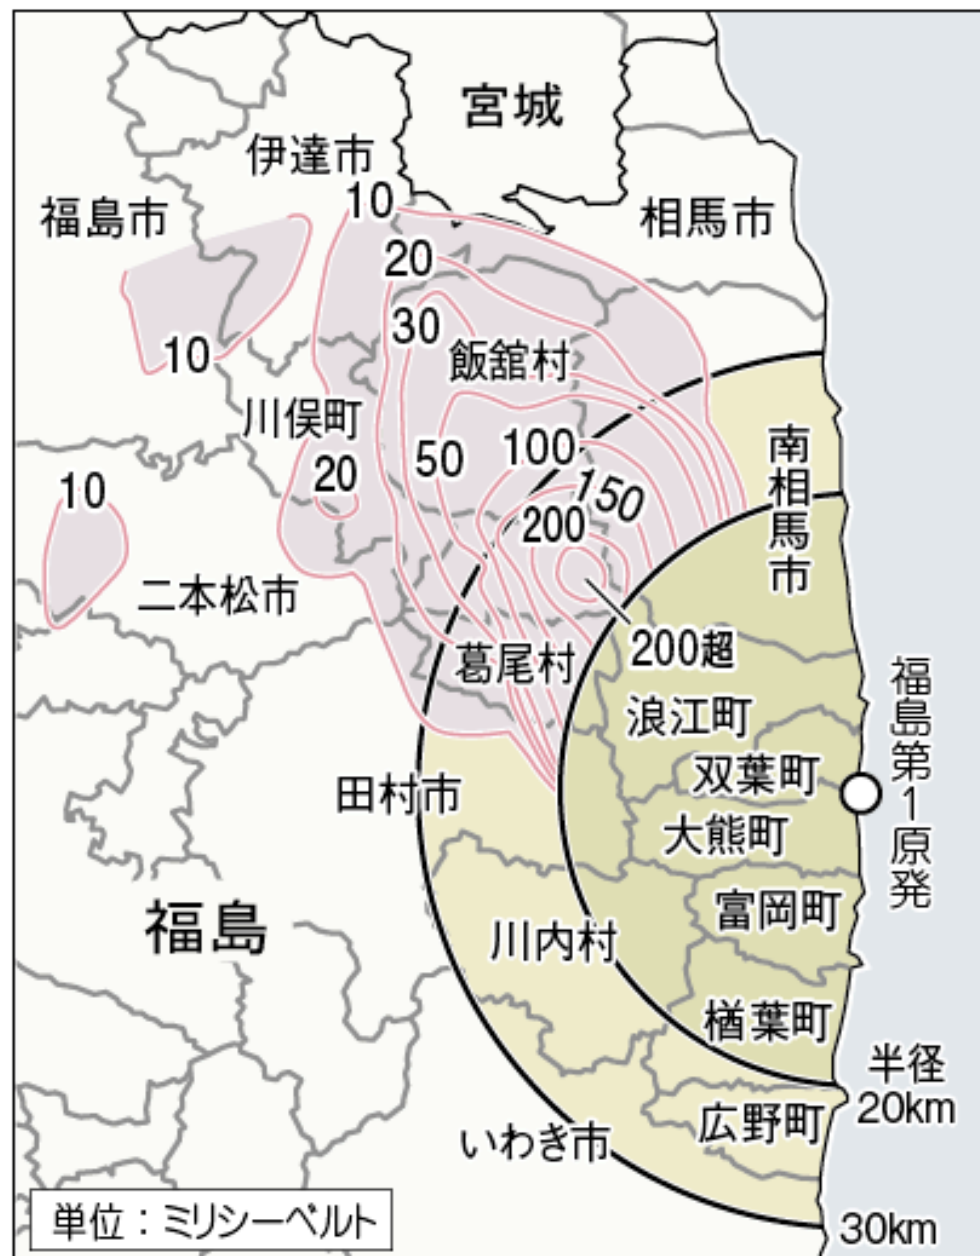 宮城
伊達市
福島市
10
相馬市
20
10
30
飯舘村
川俣町
南相馬市
50
100
150
20
10
200
二本松市
200超
葛尾村
浪江町
福島第1原発
双葉町
田村市
大熊町
富岡町
福島
川内村
楢葉町
半径
20km
広野町
いわき市
単位：ミリシーベルト
30km